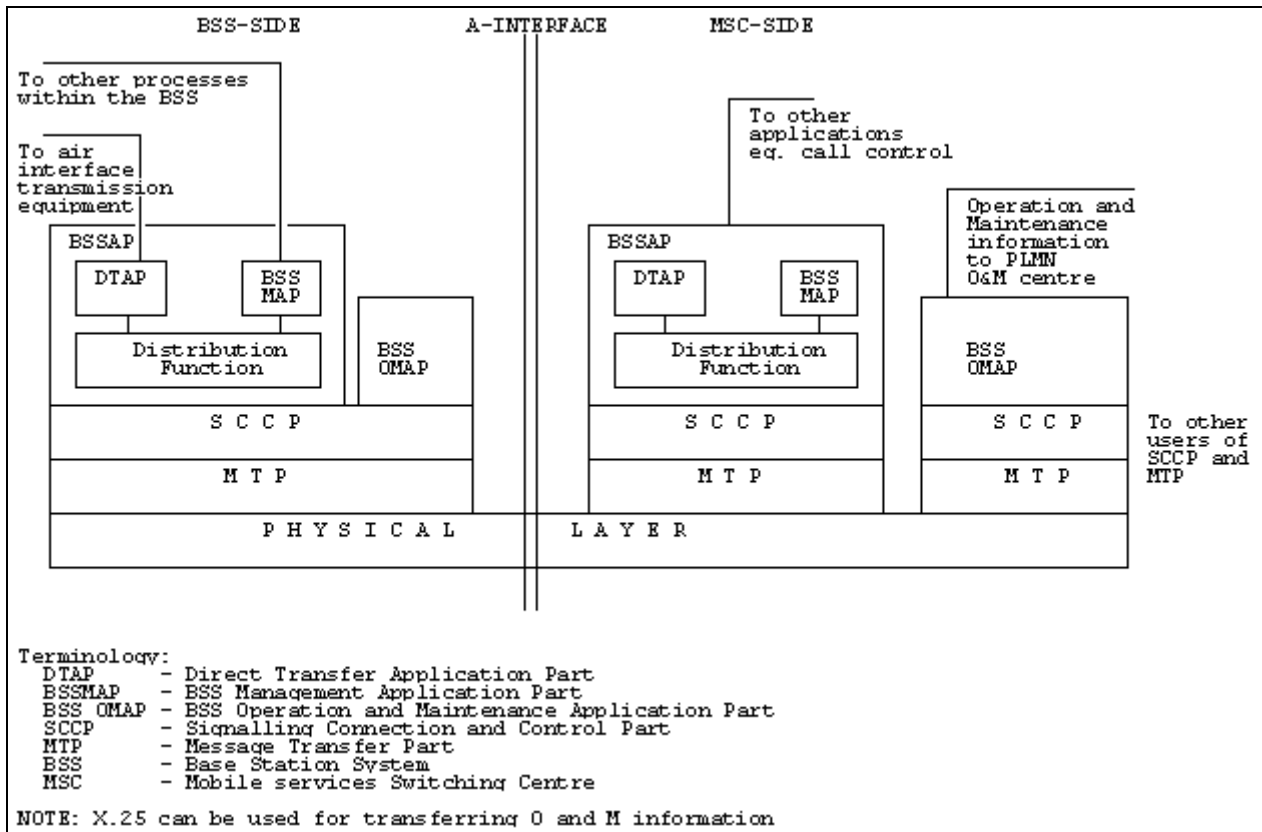 BSS-SIDE A-INTERFACE MSC-SIDE
To other processes
within the BSS
To air
interface
transmission
equipment
To other
applications
eg. call control
Operation and
Maintenance
information
to PLMN
O&M centre
BSSAP
DTAP
BSS
MAP
Distribution
Function
BSS
OMAP
S C C P
M T P
BSSAP
DTAP
BSS
MAP
Distribution
Function
S C C P
M T P
BSS
OMAP
S C C P
M T P
To other
users of
SCCP and
MTP
P H Y S I C A L L A Y E R
Terminology:
DTAP - Direct Transfer Application Part
BSSMAP - BSS Management Application Part
BSS OMAP - BSS Operation and Maintenance Application Part
SCCP - Signalling Connection and Control Part
MTP - Message Transfer Part
BSS - Base Station System
MSC - Mobile services Switching Centre
NOTE: X.25 can be used for transferring O and M information